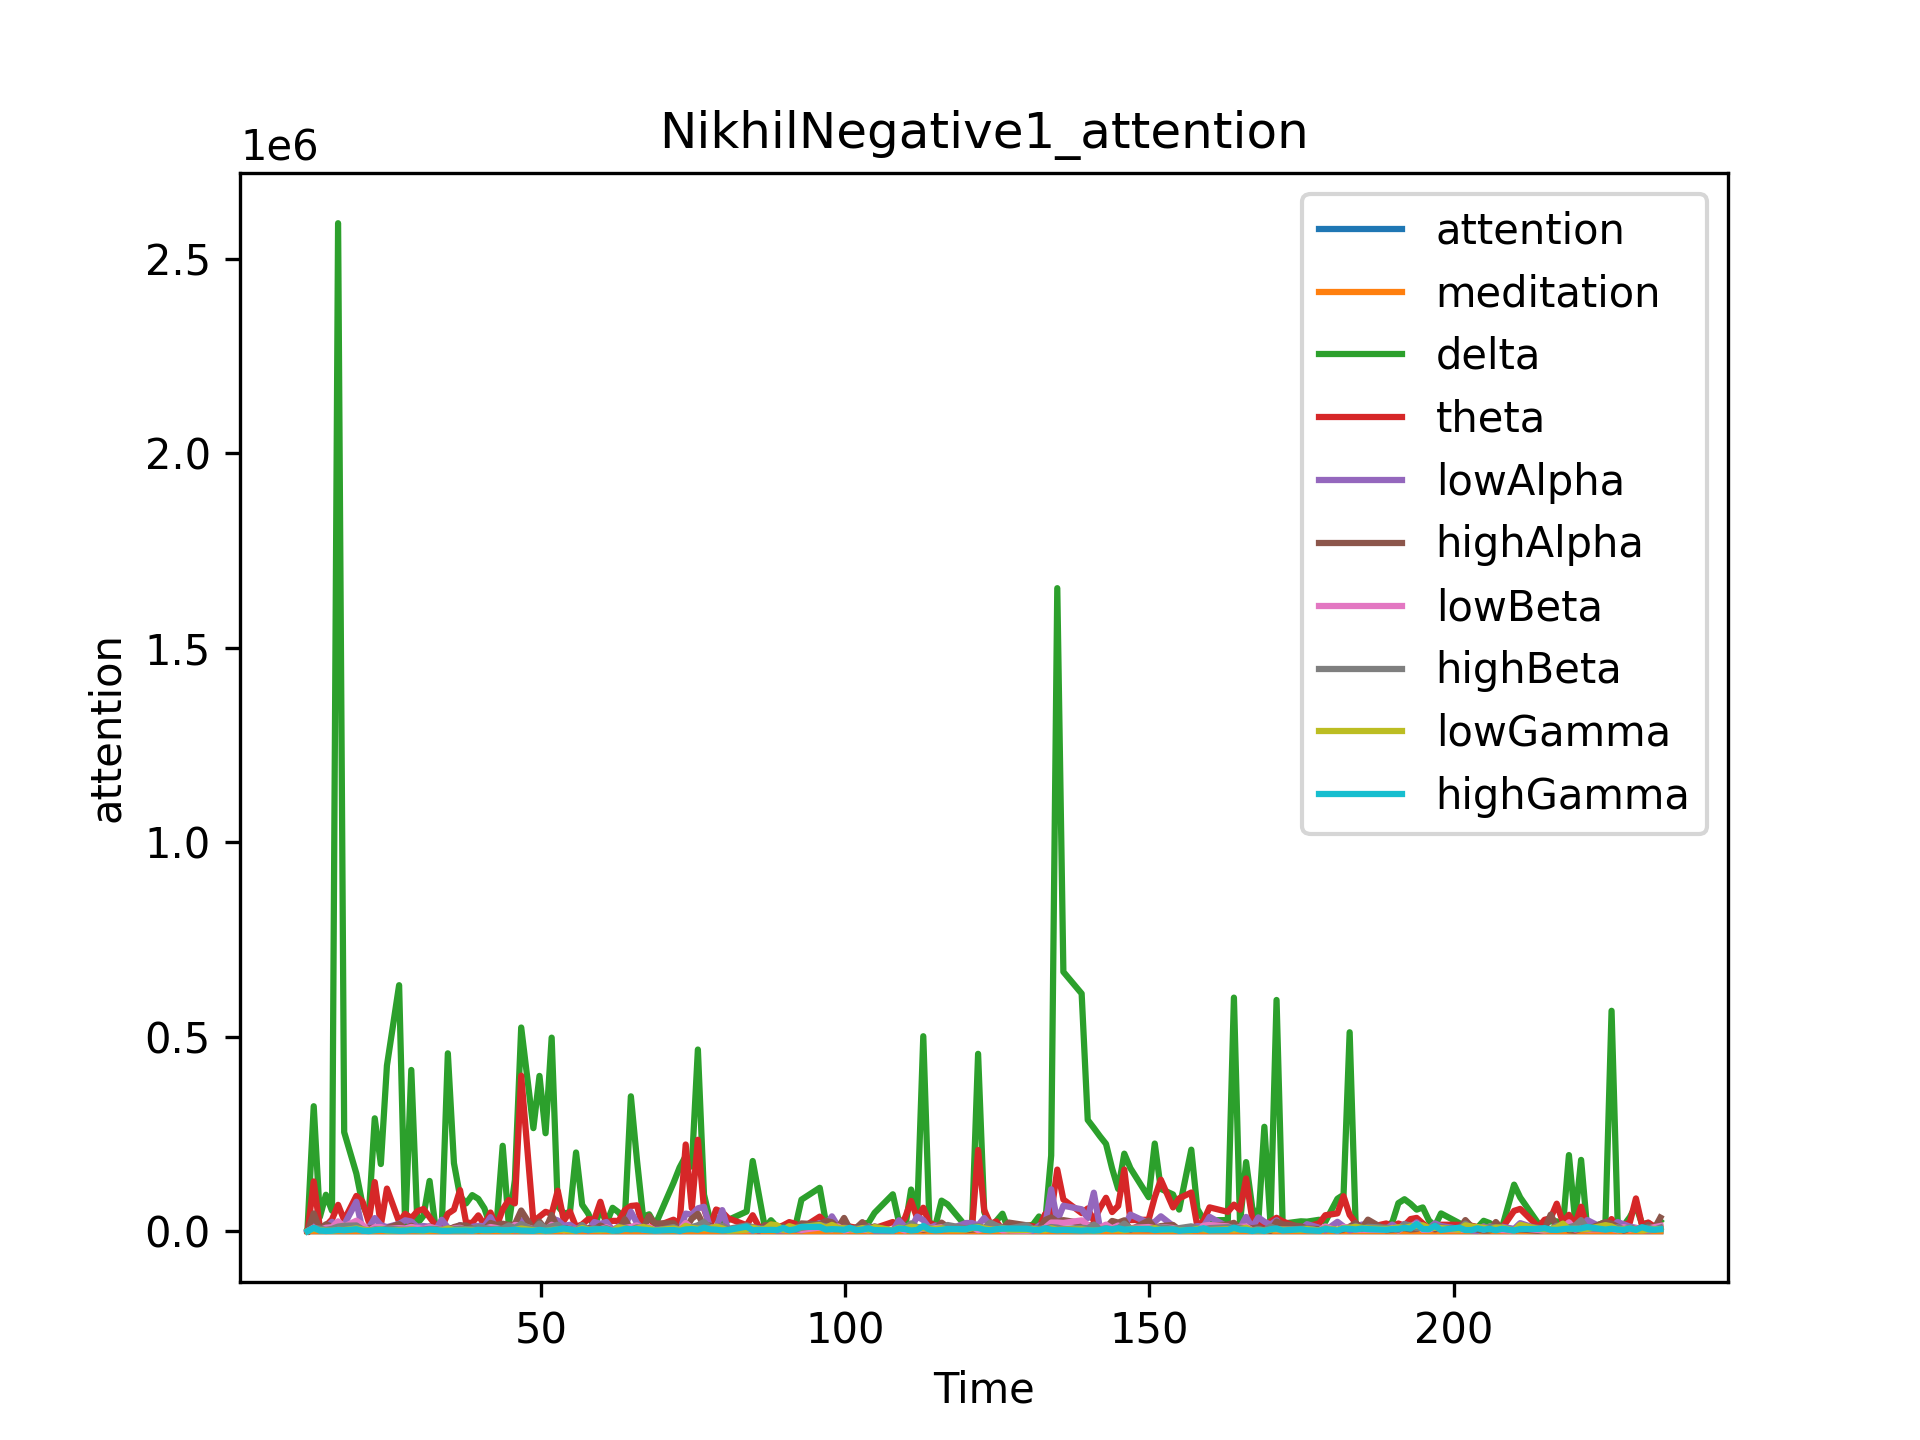 NikhilNegative1_attention
1e6
2.5
2.0
1.5
1.0
0.5
0.0
attention
50
100
150
200
Time
attention
meditation
delta
theta
lowAlpha
highAlpha
lowBeta
highBeta
lowGamma
highGamma